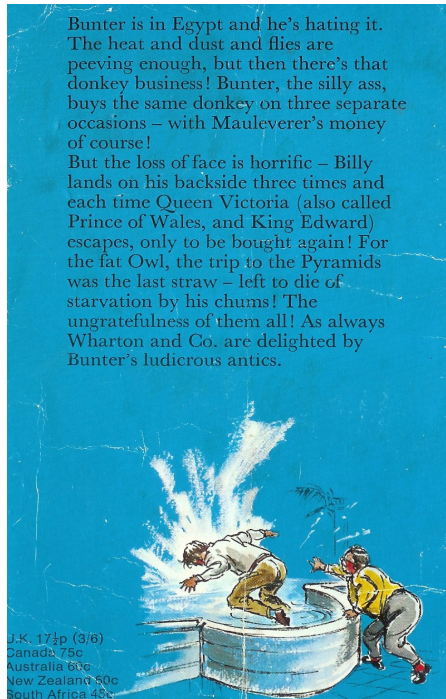 Bunter is in Egypt and he's hating it.
The heat and dust and flies are
peeving enough, but then there's that
donkey business! Bunter, the silly ass,
buys the same donkey on three separate
occasions – with Mauleverer's money
of course!
But the loss of face is horrific – Billy
lands on his backside three times and
each time Queen Victoria (also called
Prince of Wales, and King Edward)
escapes, only to be bought again! For
the fat Owl, the trip to the Pyramids
was the last straw – left to die of
starvation by his chums! The
ungratefulness of them all! As always
Wharton and Co. are delighted by
Bunter's ludicrous antics.
U.K. 17½p (3/6)
Canada 75c
Australia 60c
New Zealand 60c
South Africa 45c